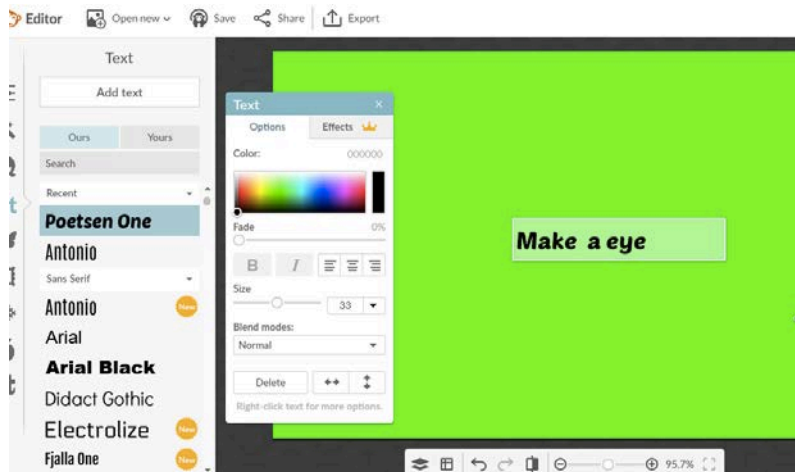 Editor
Open new
Save
Share
Export
Text
Add text
Ours
Yours
Search
Recent
Poetsen One
Antonio
Sans Serif
Antonio New
Arial
Arial Black
Didact Gothic
Electrolize New
Fjalla One New
Text
Options
Effects
Color: 000000
Fade 0%
B I
Size
33
Blend modes:
Normal
Delete
Right-click text for more options.
Make a eye
95.7%